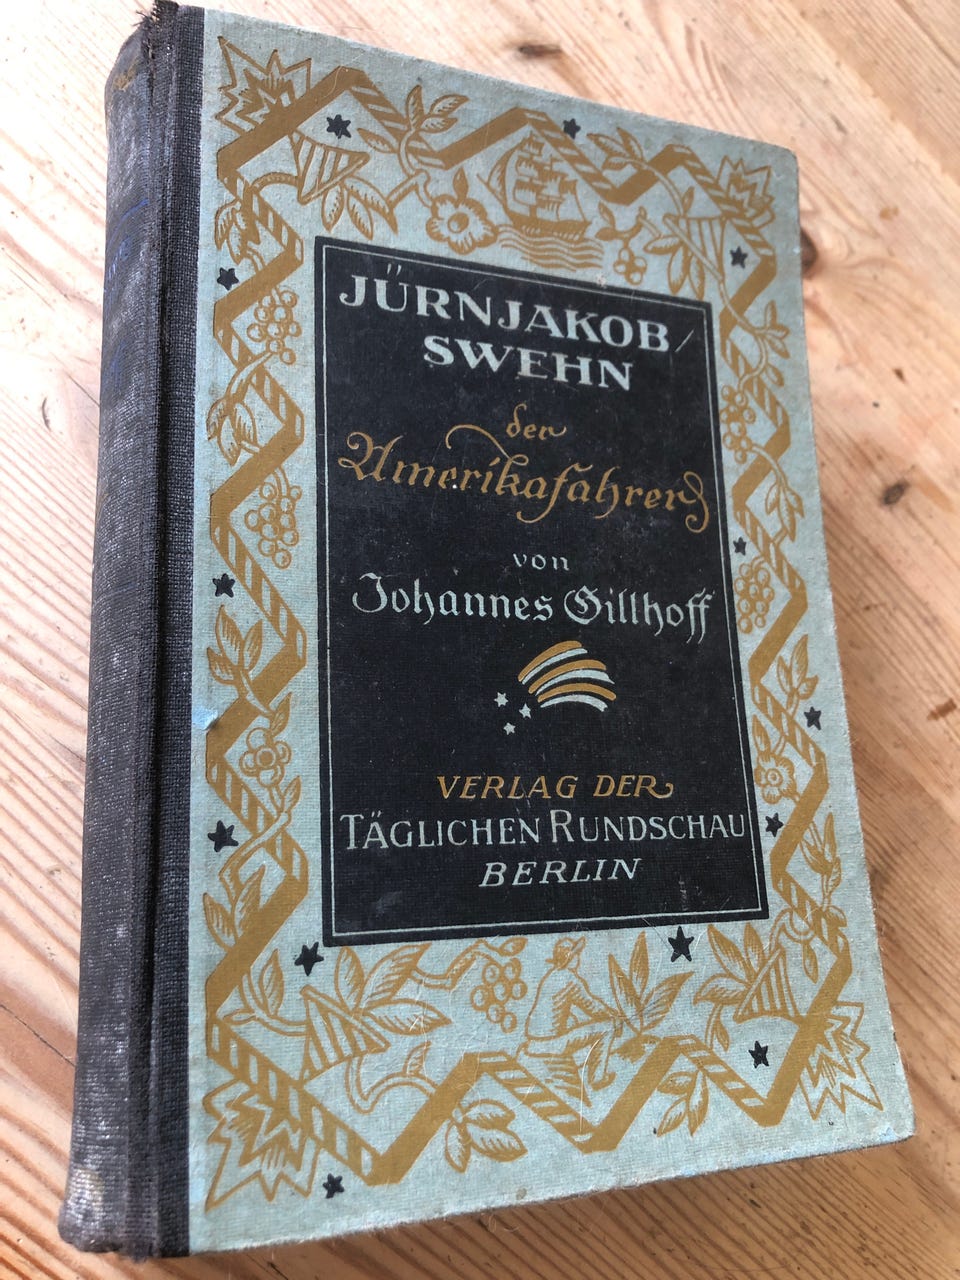 JÜRNJAKOB
SWEHN
der
Amerikafahrer
von
Johannes Gillhoff
VERLAG DER
TÄGLICHEN RUNDSCHAU
BERLIN